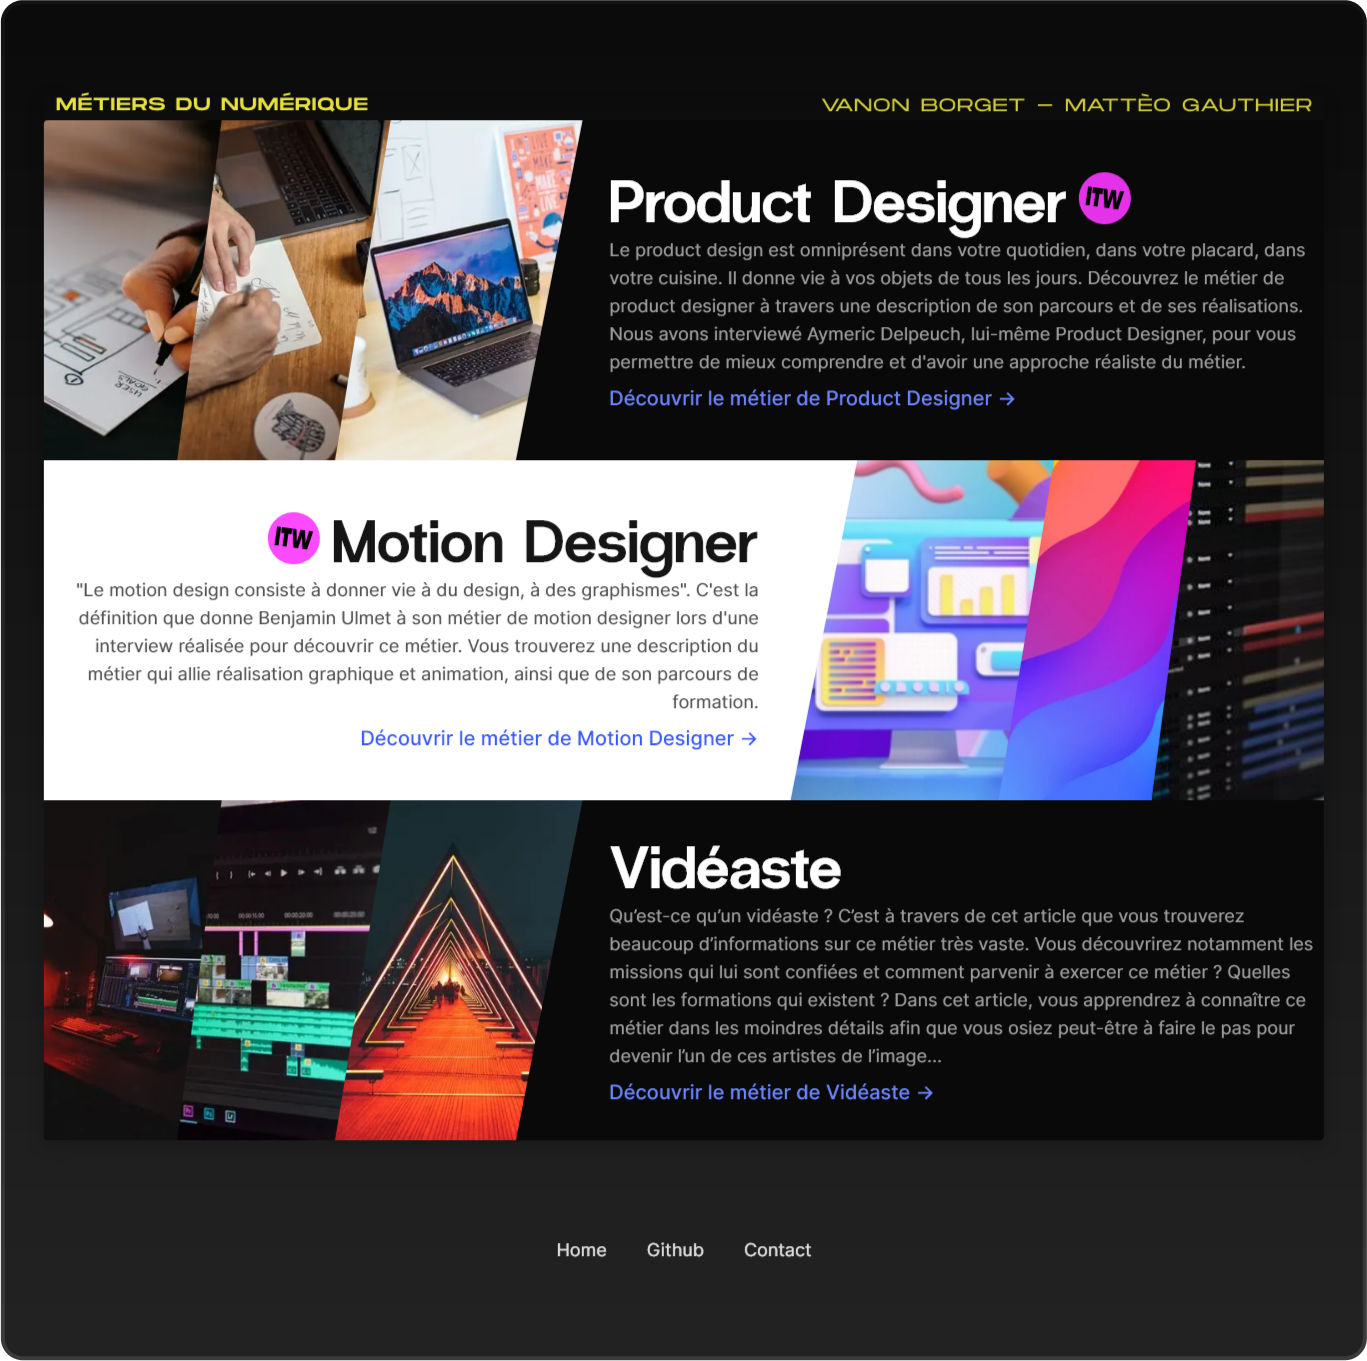 MÉTIERS DU NUMÉRIQUE
VANON BORGET — MATTÈO GAUTHIER
Product Designer ITW
Le product design est omniprésent dans votre quotidien, dans votre placard, dans
votre cuisine. Il donne vie à vos objets de tous les jours. Découvrez le métier de
product designer à travers une description de son parcours et de ses réalisations.
Nous avons interviewé Aymeric Delpeuch, lui-même Product Designer, pour vous
permettre de mieux comprendre et d'avoir une approche réaliste du métier.
Découvrir le métier de Product Designer →
USER
GOALS
ITW Motion Designer
"Le motion design consiste à donner vie à du design, à des graphismes". C'est la
définition que donne Benjamin Ulmet à son métier de motion designer lors d'une
interview réalisée pour découvrir ce métier. Vous trouverez une description du
métier qui allie réalisation graphique et animation, ainsi que de son parcours de
formation.
Découvrir le métier de Motion Designer →
Vidéaste
Qu’est-ce qu’un vidéaste ? C’est à travers de cet article que vous trouverez
beaucoup d’informations sur ce métier très vaste. Vous découvrirez notamment les
missions qui lui sont confiées et comment parvenir à exercer ce métier ? Quelles
sont les formations qui existent ? Dans cet article, vous apprendrez à connaître ce
métier dans les moindres détails afin que vous osiez peut-être à faire le pas pour
devenir l’un de ces artistes de l’image...
Découvrir le métier de Vidéaste →
Home
Github
Contact